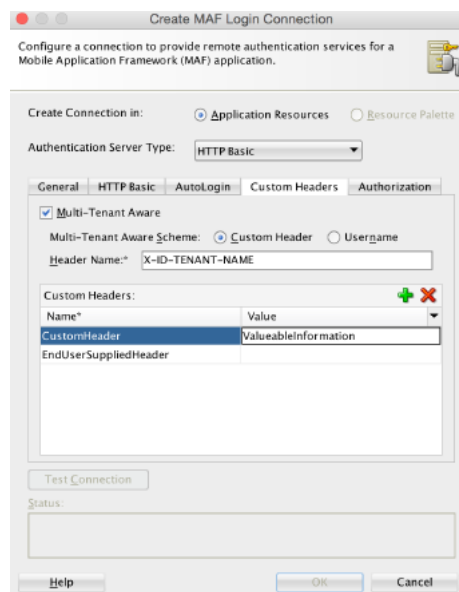 Create MAF Login Connection
Configure a connection to provide remote authentication services for a
Mobile Application Framework (MAF) application.
Create Connection in: Application Resources Resource Palette
Authentication Server Type: HTTP Basic
General HTTP Basic AutoLogin Custom Headers Authorization
Multi-Tenant Aware
Multi-Tenant Aware Scheme: Custom Header Username
Header Name:* X-ID-TENANT-NAME
Custom Headers:
Name* Value
CustomHeader ValueableInformation
EndUserSuppliedHeader
Test Connection
Status:
Help OK Cancel